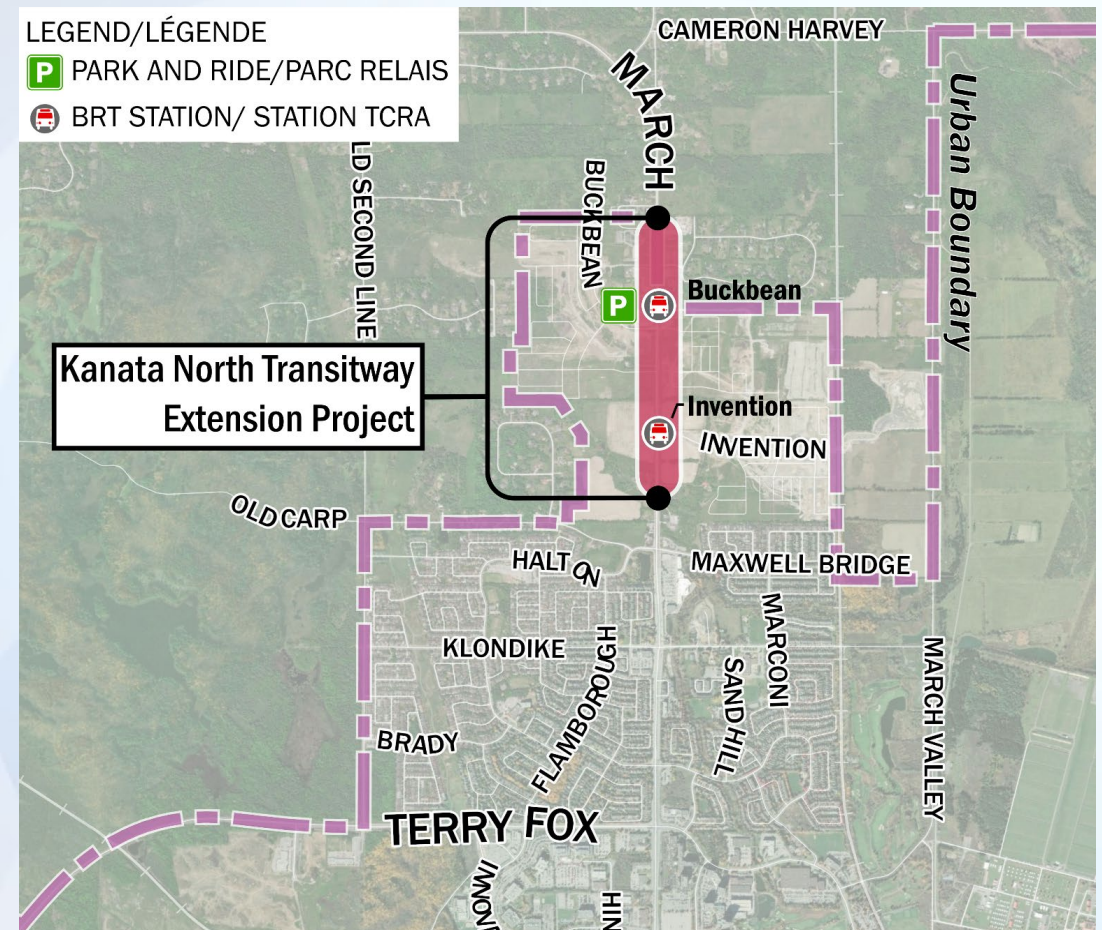 LEGEND/LÉGENDE
P PARK AND RIDE/PARC RELAIS
BRT STATION/ STATION TCRA
CAMERON HARVEY
MARCH
Urban Boundary
LD SECOND LINE
BUCKBEAN
P
Buckbean
Kanata North Transitway
Extension Project
Invention
INVENTION
OLD CARP
HALTON
MAXWELL BRIDGE
KLONDIKE
FLAMBOROUGH
MARCONI
SANDHILL
MARCH VALLEY
BRADY
TERRY FOX
HIN